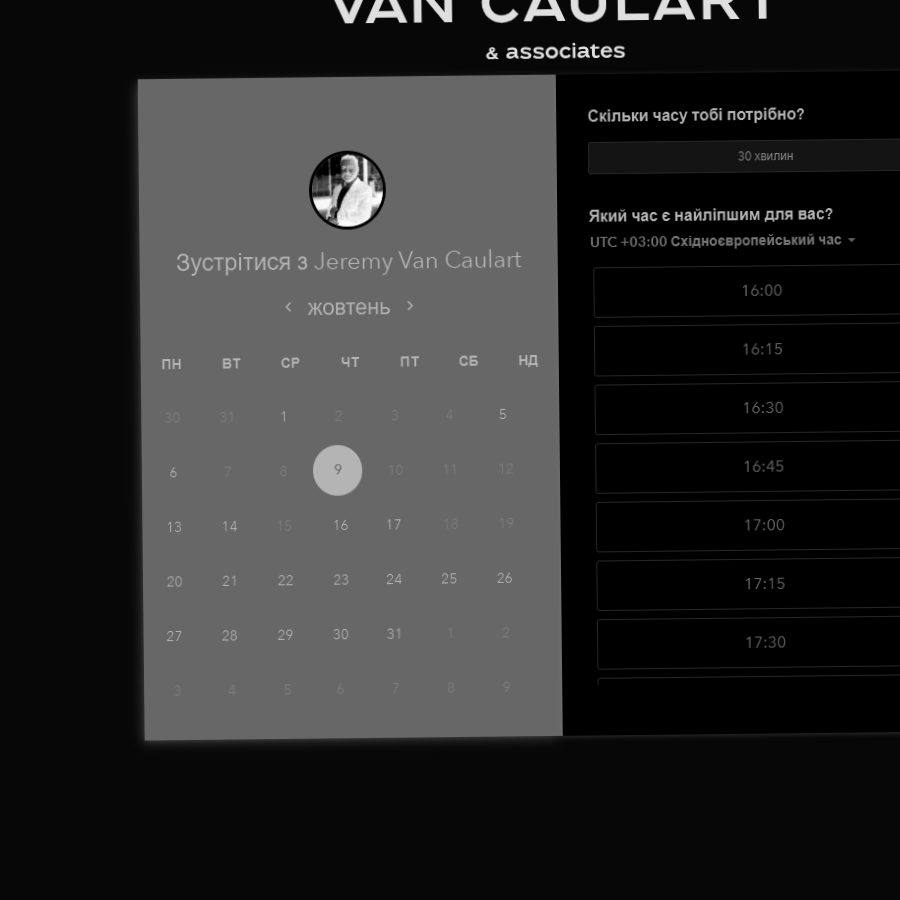 VAN CAULART
& associates
Зустрітися з Jeremy Van Caulart
жовтень
ПН ВТ СР ЧТ ПТ СБ НД
30 31 1 2 3 4 5
6 7 8 9 10 11 12
13 14 15 16 17 18 19
20 21 22 23 24 25 26
27 28 29 30 31 1 2
3 4 5 6 7 8 9
Скільки часу тобі потрібно?
30 хвилин
Який час є найліпшим для вас?
UTC +03:00 Східноєвропейський час
16:00
16:15
16:30
16:45
17:00
17:15
17:30